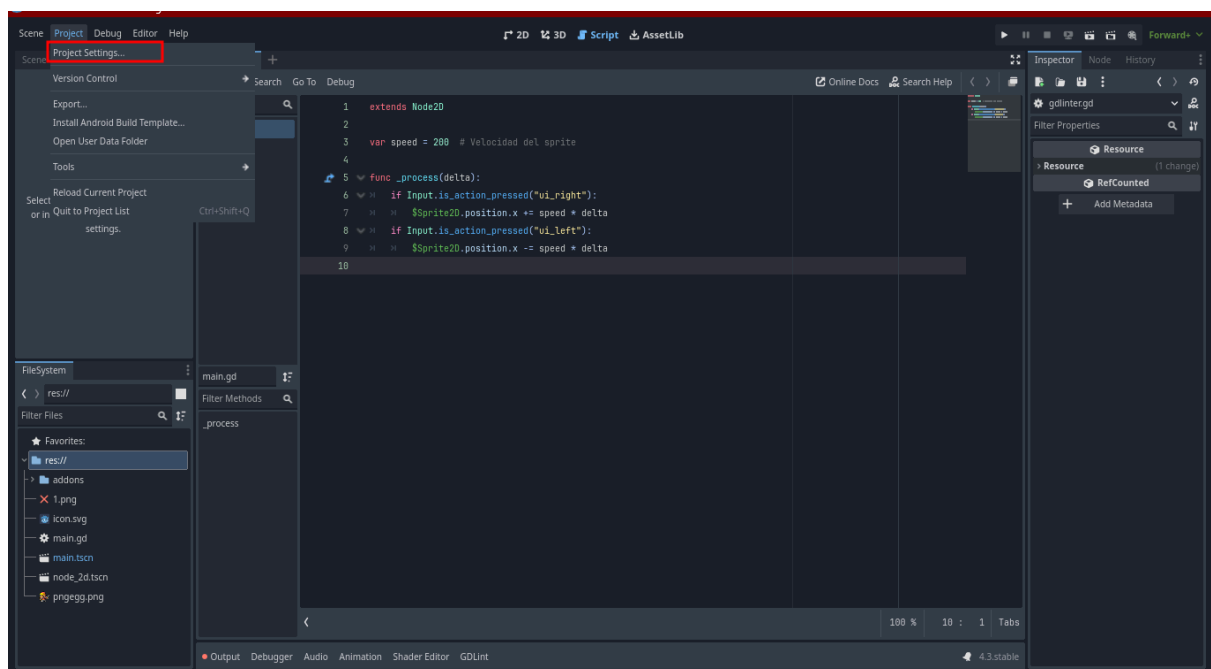 Scene Project Debug Editor Help
2D 3D Script AssetLib
Forward+
Project Settings...
Version Control
Export...
Install Android Build Template...
Open User Data Folder
Tools
Reload Current Project
Quit to Project List Ctrl+Shift+Q
Scene
Select
or in
settings.
Search Go To Debug
Online Docs Search Help
1 extends Node2D
2
3 var speed = 200 # Velocidad del sprite
4
5 func _process(delta):
6 if Input.is_action_pressed("ui_right"):
7 $Sprite2D.position.x += speed * delta
8 if Input.is_action_pressed("ui_left"):
9 $Sprite2D.position.x -= speed * delta
10
main.gd
Filter Methods
_process
100 % 10 : 1 Tabs
FileSystem
res://
Filter Files
Favorites:
res://
addons
1.png
icon.svg
main.gd
main.tscn
node_2d.tscn
pngegg.png
Output Debugger Audio Animation Shader Editor GDLint
4.3.stable
Inspector Node History
gdlinter.gd
Filter Properties
Resource
Resource (1 change)
RefCounted
Add Metadata